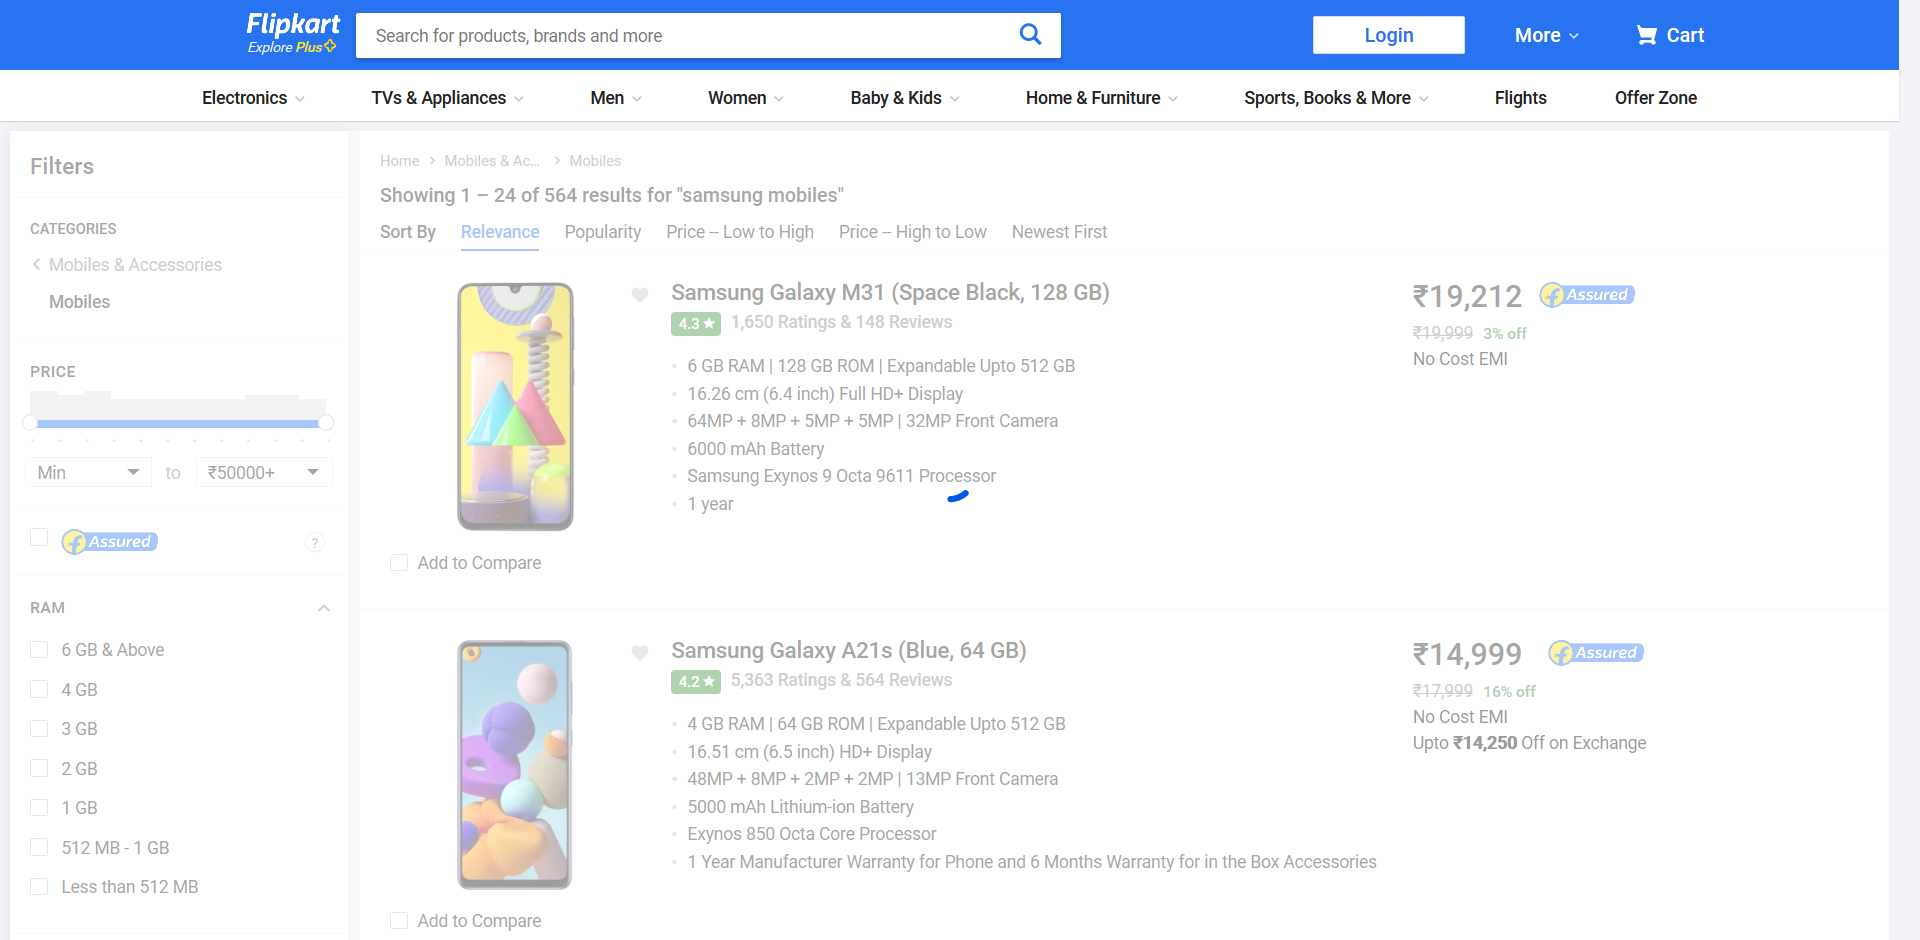 Flipkart
Explore Plus
Search for products, brands and more
Login
More
Cart
Electronics
TVs & Appliances
Men
Women
Baby & Kids
Home & Furniture
Sports, Books & More
Flights
Offer Zone
Filters
CATEGORIES
Mobiles & Accessories
Mobiles
PRICE
Min to ₹50000+
Assured
?
RAM
6 GB & Above
4 GB
3 GB
2 GB
1 GB
512 MB - 1 GB
Less than 512 MB
Home > Mobiles & Ac... > Mobiles
Showing 1 – 24 of 564 results for "samsung mobiles"
Sort By Relevance Popularity Price -- Low to High Price -- High to Low Newest First
Samsung Galaxy M31 (Space Black, 128 GB)
4.3 ★ 1,650 Ratings & 148 Reviews
6 GB RAM | 128 GB ROM | Expandable Upto 512 GB
16.26 cm (6.4 inch) Full HD+ Display
64MP + 8MP + 5MP + 5MP | 32MP Front Camera
6000 mAh Battery
Samsung Exynos 9 Octa 9611 Processor
1 year
₹19,212 Assured
₹19,999 3% off
No Cost EMI
Add to Compare
Samsung Galaxy A21s (Blue, 64 GB)
4.2 ★ 5,363 Ratings & 564 Reviews
4 GB RAM | 64 GB ROM | Expandable Upto 512 GB
16.51 cm (6.5 inch) HD+ Display
48MP + 8MP + 2MP + 2MP | 13MP Front Camera
5000 mAh Lithium-ion Battery
Exynos 850 Octa Core Processor
1 Year Manufacturer Warranty for Phone and 6 Months Warranty for in the Box Accessories
₹14,999 Assured
₹17,999 16% off
No Cost EMI
Upto ₹14,250 Off on Exchange
Add to Compare